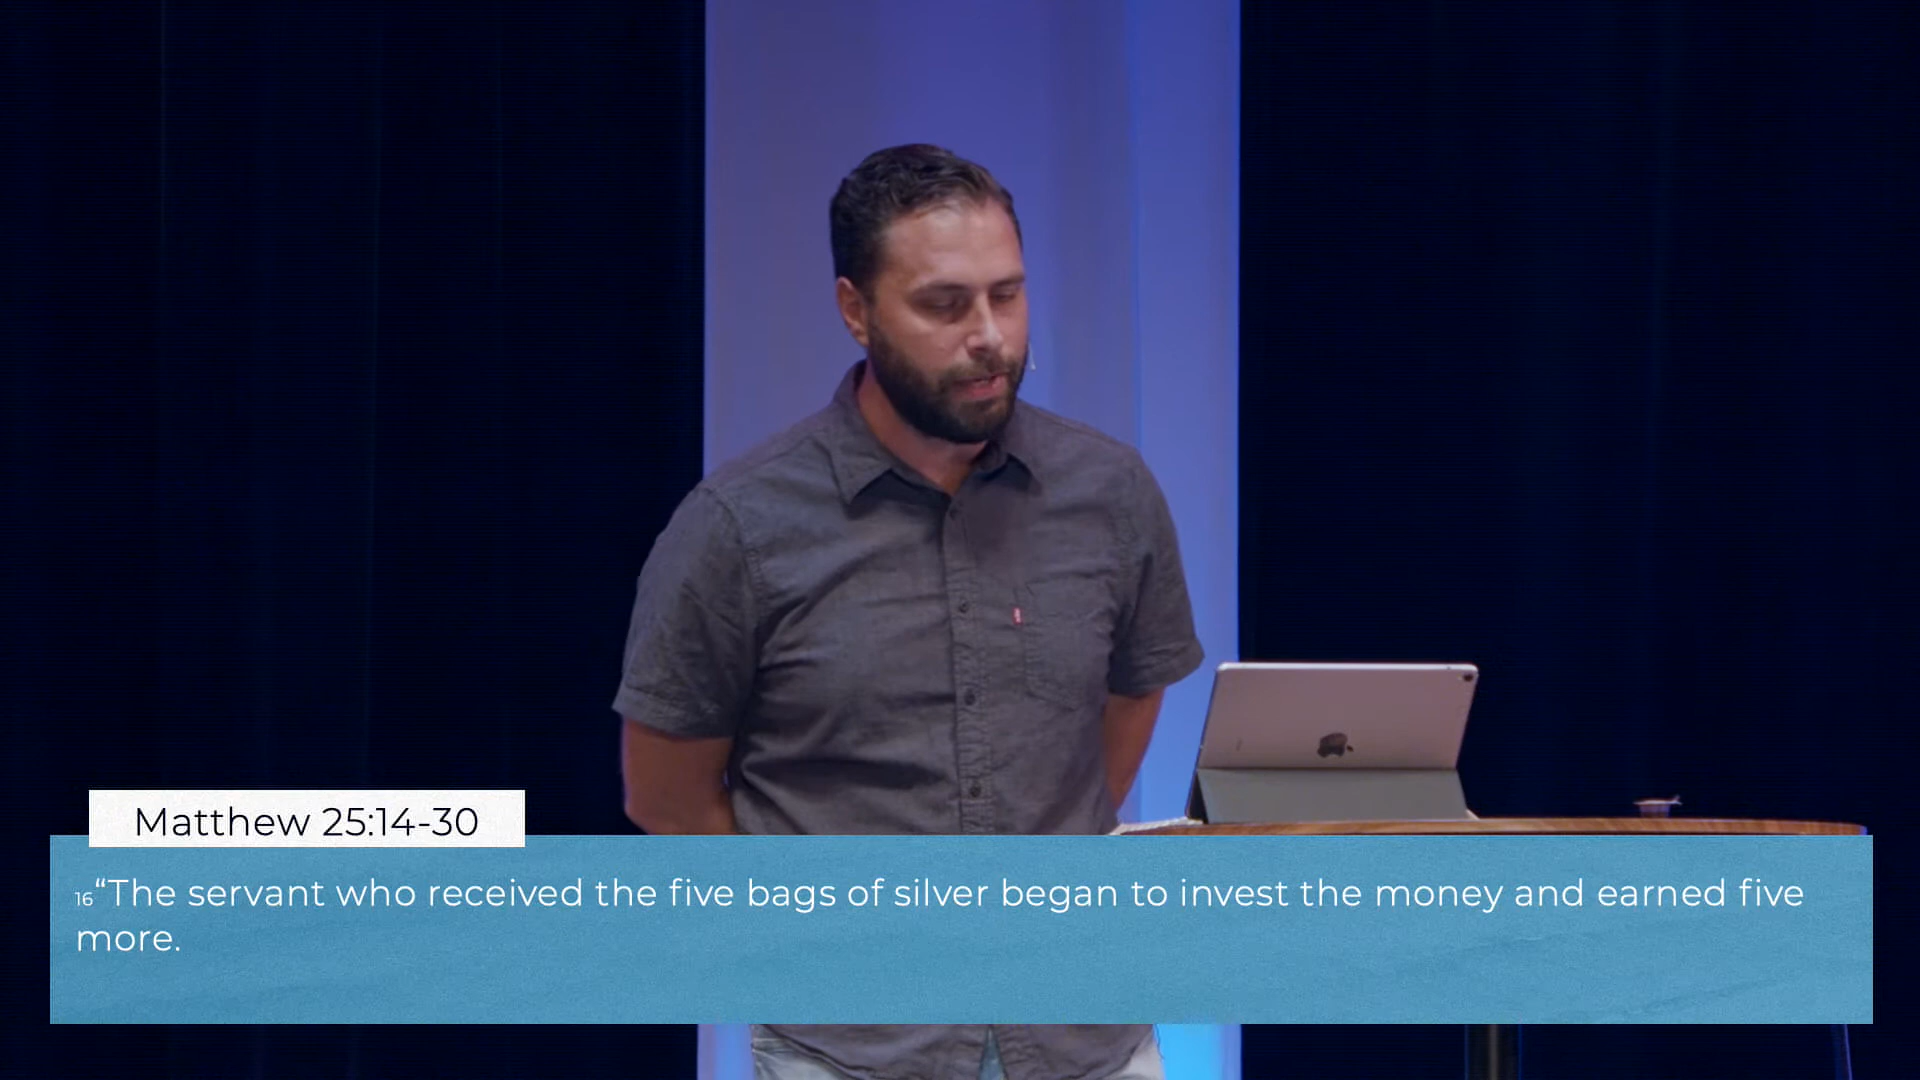 Matthew 25:14-30
16“The servant who received the five bags of silver began to invest the money and earned five
more.